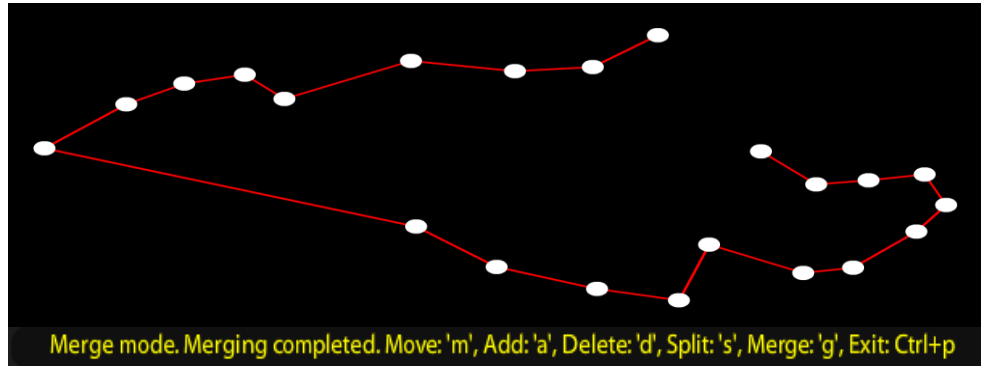 Merge mode. Merging completed. Move: 'm', Add: 'a', Delete: 'd', Split: 's', Merge: 'g', Exit: Ctrl+p